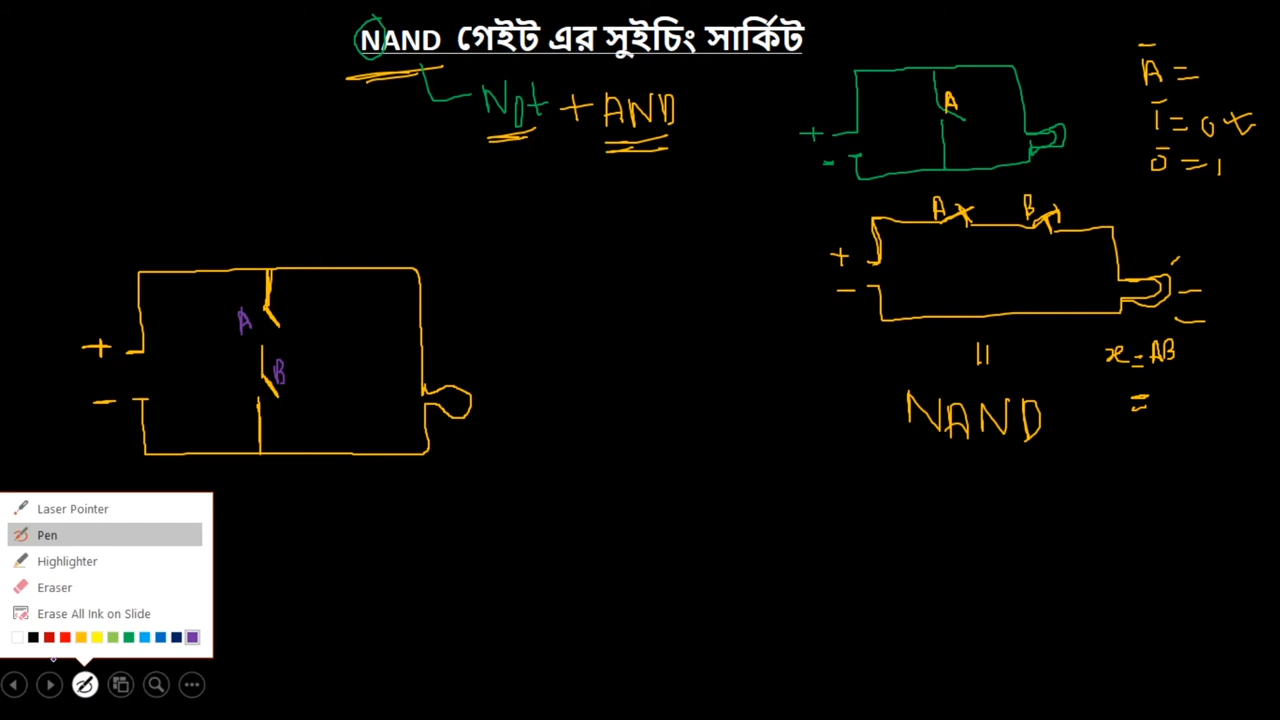 NAND গেইট এর সুইচিং সার্কিট
NOt + AND
A
+
-
A̅ =
1̅ = 0
0̅ = 1
A B
+
-
x = AB
=
11
NAND
A
B
+
-
Laser Pointer
Pen
Highlighter
Eraser
Erase All Ink on Slide